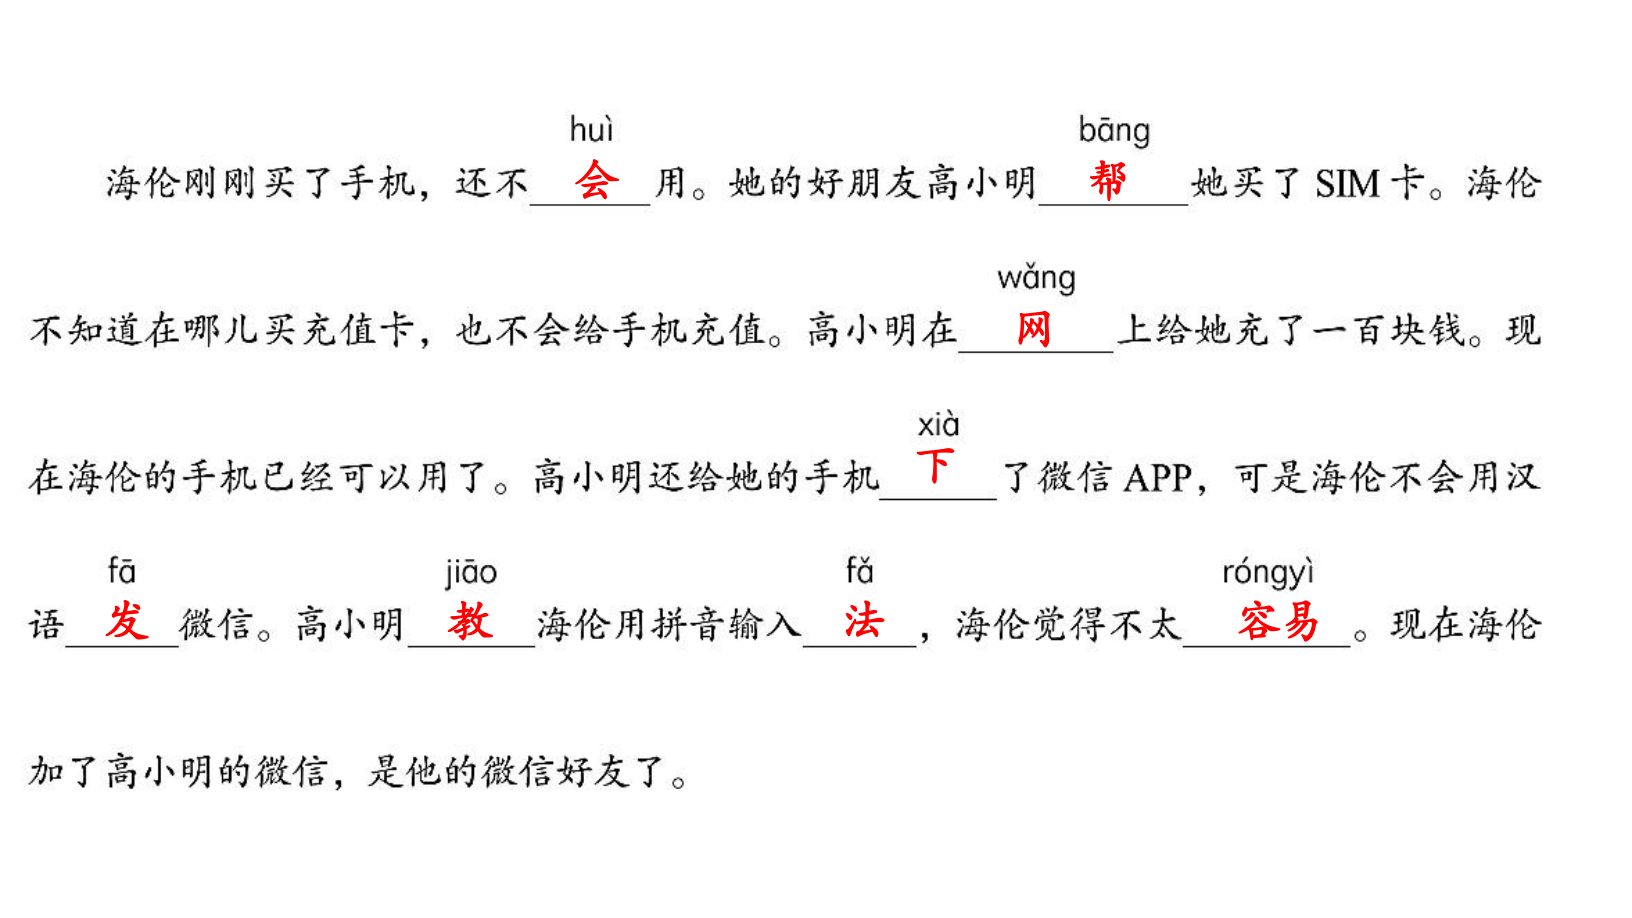 huì bāng
海伦刚刚买了手机，还不会用。她的好朋友高小明帮她买了 SIM 卡。海伦
wǎng
不知道在哪儿买充值卡，也不会给手机充值。高小明在网上给她充了一百块钱。现
xià
在海伦的手机已经可以用了。高小明还给她的手机下了微信 APP，可是海伦不会用汉
fā jiāo fǎ róngyì
语发微信。高小明教海伦用拼音输入法，海伦觉得不太容易。现在海伦
加了高小明的微信，是他的微信好友了。